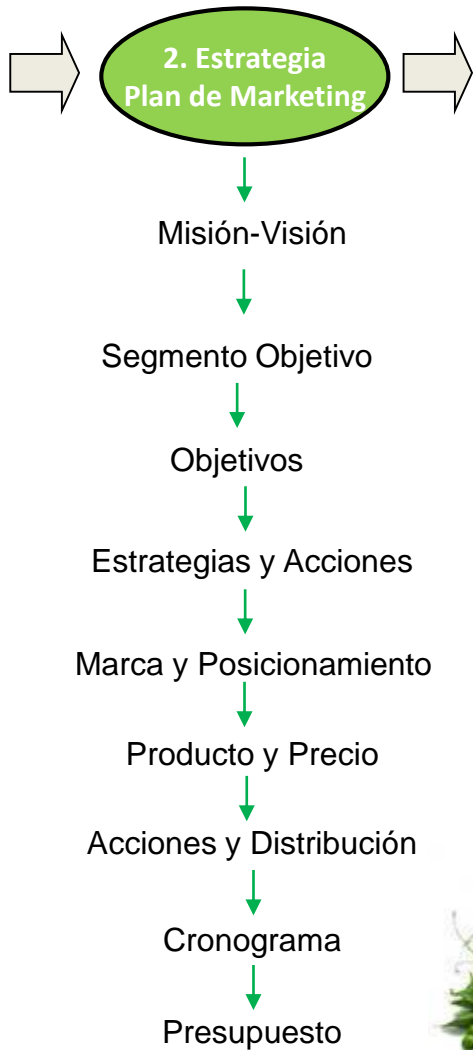 2. Estrategia
Plan de Marketing
Misión-Visión
Segmento Objetivo
Objetivos
Estrategias y Acciones
Marca y Posicionamiento
Producto y Precio
Acciones y Distribución
Cronograma
Presupuesto